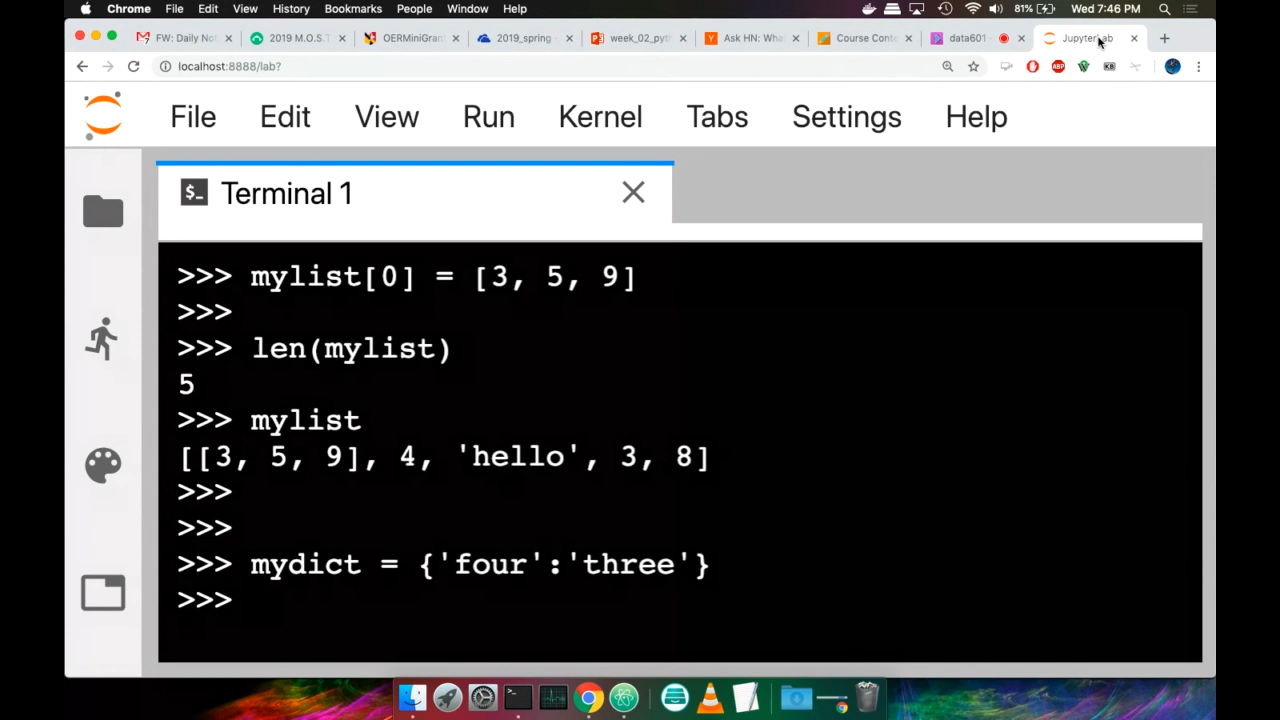 Chrome File Edit View History Bookmarks People Window Help 81% Wed 7:46 PM
FW: Daily No 2019 M.O.S.T OERMiniGran 2019_spring - week_02_pyt Ask HN: Wha Course Cont data601 - JupyterLab
localhost:8888/lab? ABP KB
File Edit View Run Kernel Tabs Settings Help
$_ Terminal 1
>>> mylist[0] = [3, 5, 9]
>>>
>>> len(mylist)
5
>>> mylist
[[3, 5, 9], 4, 'hello', 3, 8]
>>>
>>>
>>> mydict = {'four':'three'}
>>>